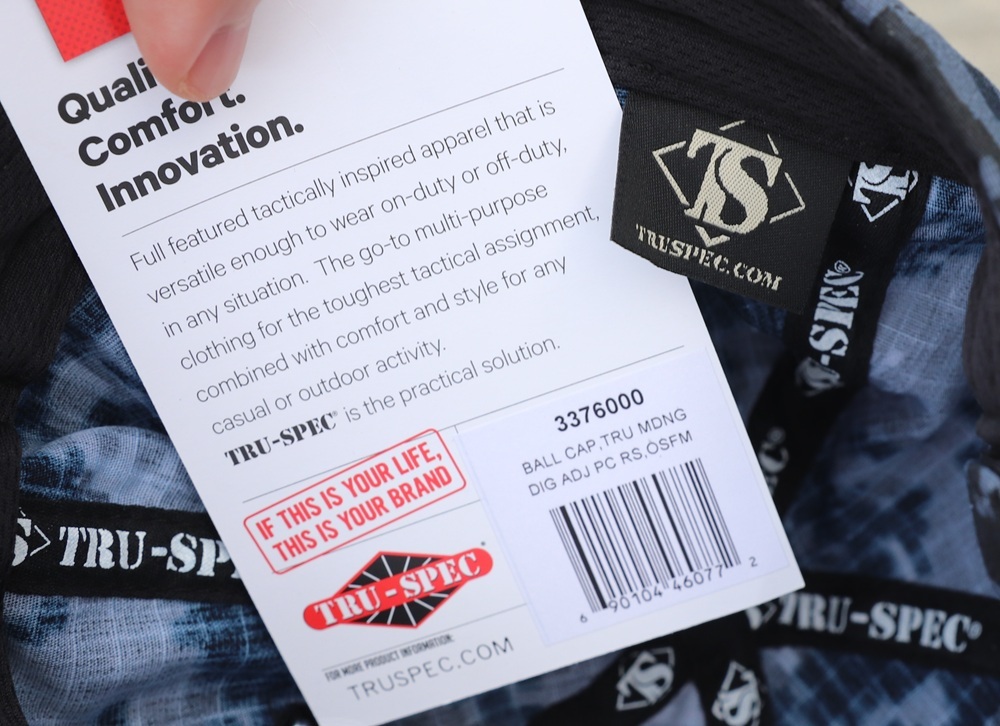 Comfort.
Innovation.
Full featured tactically inspired apparel that is
versatile enough to wear on-duty or off-duty,
in any situation. The go-to multi-purpose
clothing for the toughest tactical assignment,
combined with comfort and style for any
casual or outdoor activity.
TRU-SPEC® is the practical solution.
IF THIS IS YOUR LIFE,
THIS IS YOUR BRAND
TRU-SPEC
FOR MORE PRODUCT INFORMATION:
TRUSPEC.COM
3376000
BALL CAP,TRU MDNG
DIG ADJ PC RS,OSFM
6 90104 46077 2
TS
TRUSPEC.COM
TS
-SPEC®
TRU-SP
TRU-SPEC®
TS
TS